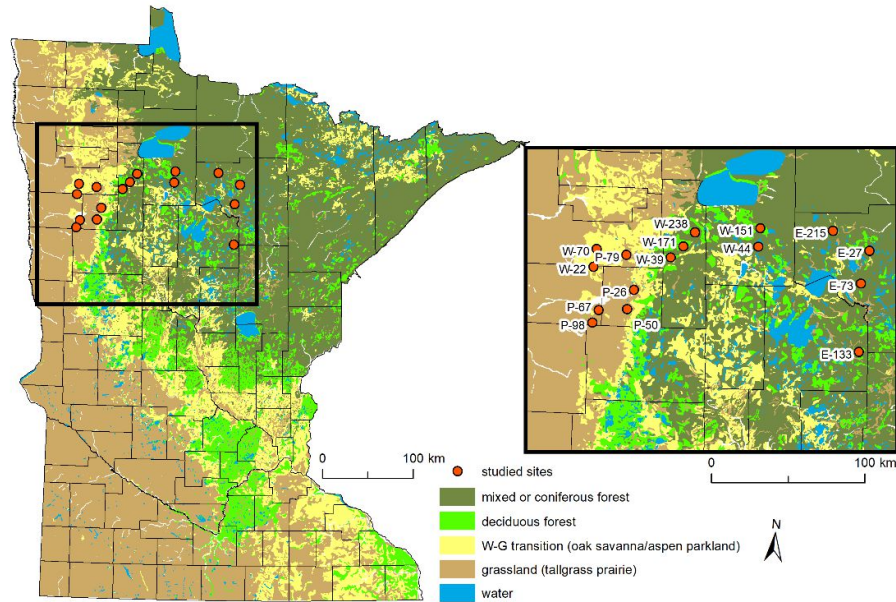 W-238
W-151
E-215
W-171
W-70
P-79
W-39
W-44
E-27
W-22
P-26
E-73
P-67
P-98
P-50
E-133
0 100 km
0 100 km
studied sites
mixed or coniferous forest
deciduous forest
W-G transition (oak savanna/aspen parkland)
grassland (tallgrass prairie)
water
N